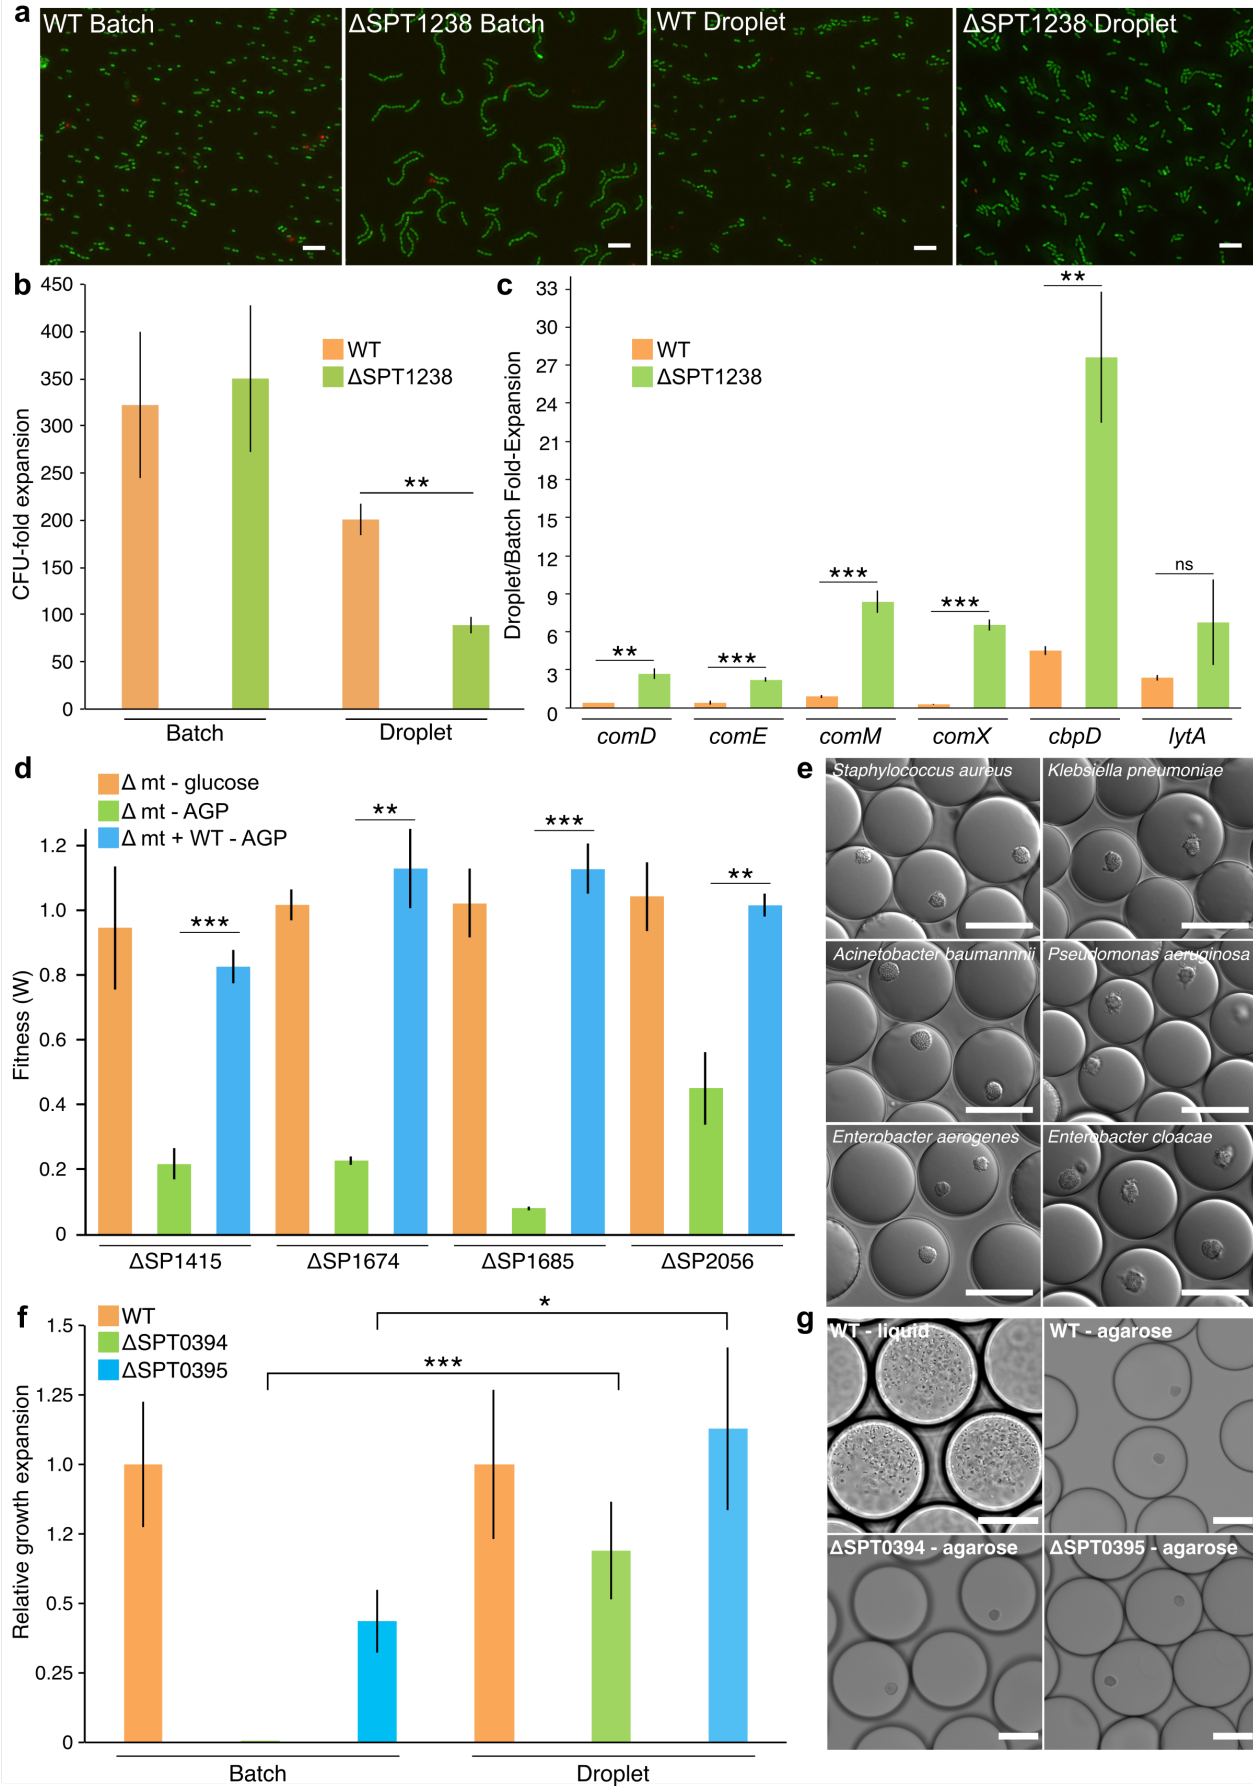 a
WT Batch
ΔSPT1238 Batch
WT Droplet
ΔSPT1238 Droplet
b
450
400
350
300
250
200
150
100
50
0
CFU-fold expansion
WT
ΔSPT1238
**
Batch
Droplet
c
33
30
27
24
21
18
15
12
9
6
3
0
Droplet/Batch Fold-Expansion
WT
ΔSPT1238
**
***
***
***
**
ns
comD
comE
comM
comX
cbpD
lytA
d
Δ mt - glucose
Δ mt - AGP
Δ mt + WT - AGP
1.2
1.0
0.8
0.6
0.4
0.2
0
Fitness (W)
***
**
***
**
ΔSP1415
ΔSP1674
ΔSP1685
ΔSP2056
e
Staphylococcus aureus
Klebsiella pneumoniae
Acinetobacter baumannnii
Pseudomonas aeruginosa
Enterobacter aerogenes
Enterobacter cloacae
f
WT
ΔSPT0394
ΔSPT0395
1.5
1.25
1.0
1.2
0.5
0.25
0
Relative growth expansion
*
***
Batch
Droplet
g
WT - liquid
WT - agarose
ΔSPT0394 - agarose
ΔSPT0395 - agarose